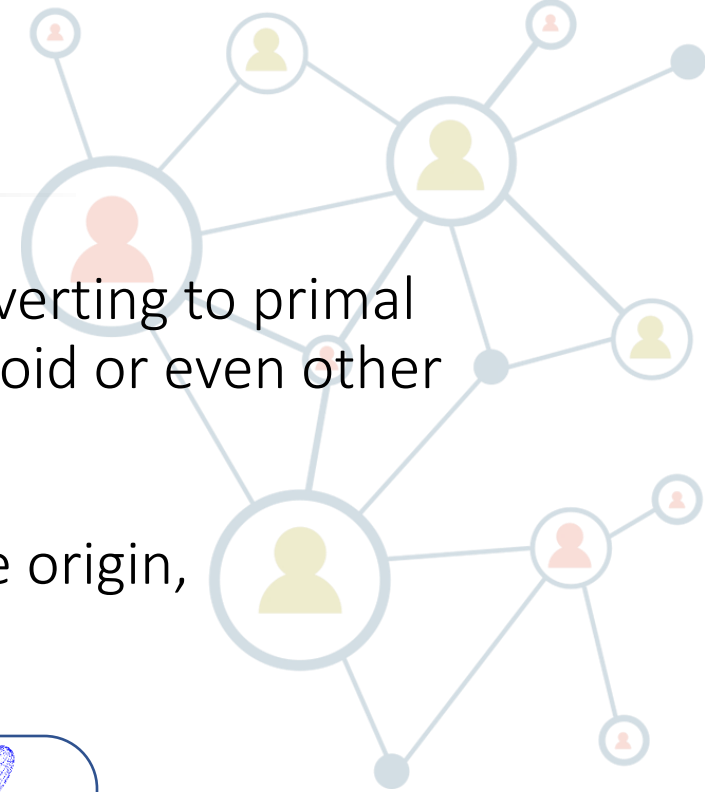 verting to primal
oid or even other
e origin,